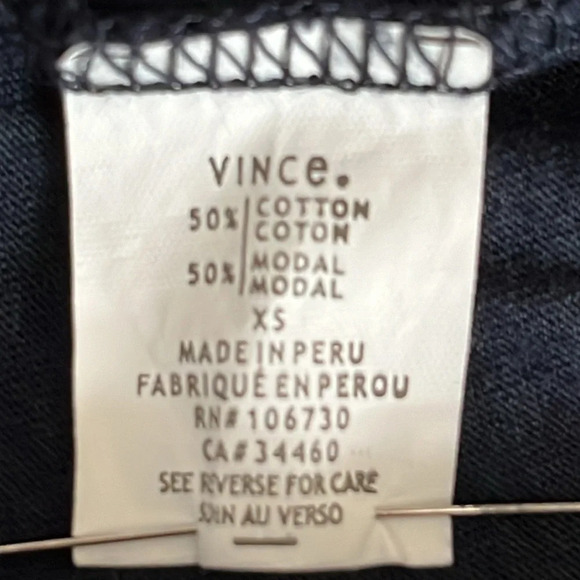 VINCe.
50% COTTON
COTON
50% MODAL
MODAL
XS
MADE IN PERU
FABRIQUÉ EN PEROU
RN# 106730
CA# 34460
SEE RVERSE FOR CARE
SOIN AU VERSO